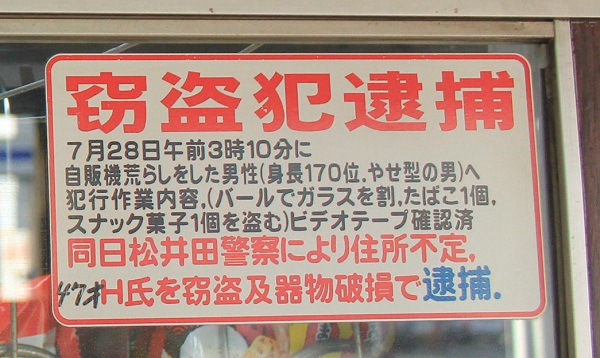 窃盗犯逮捕
7月28日午前3時10分に
自販機荒らしをした男性(身長170位.やせ型の男)へ
犯行作業内容,(バールでガラスを割,たばこ1個,
スナック菓子1個を盗む)ビデオテープ確認済
同日松井田警察により住所不定,
H氏を窃盗及器物破損で逮捕.